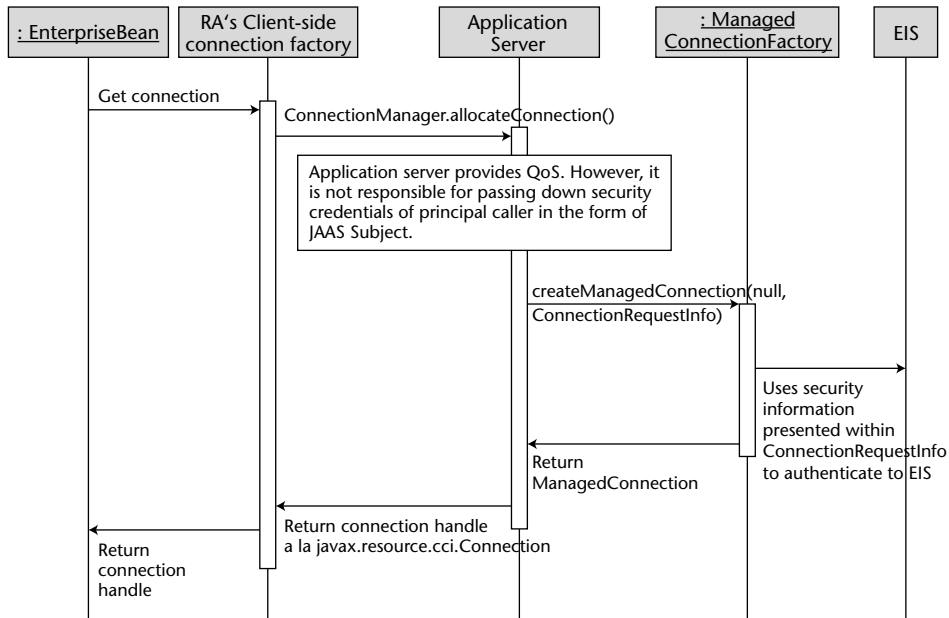 : EnterpriseBean
RA‘s Client-side
connection factory
Application
Server
: Managed
ConnectionFactory
EIS
Get connection
ConnectionManager.allocateConnection()
Application server provides QoS. However, it
is not responsible for passing down security
credentials of principal caller in the form of
JAAS Subject.
createManagedConnection(null,
ConnectionRequestInfo)
Uses security
information
presented within
ConnectionRequestInfo
to authenticate to EIS
Return
ManagedConnection
Return connection handle
a la javax.resource.cci.Connection
Return
connection
handle